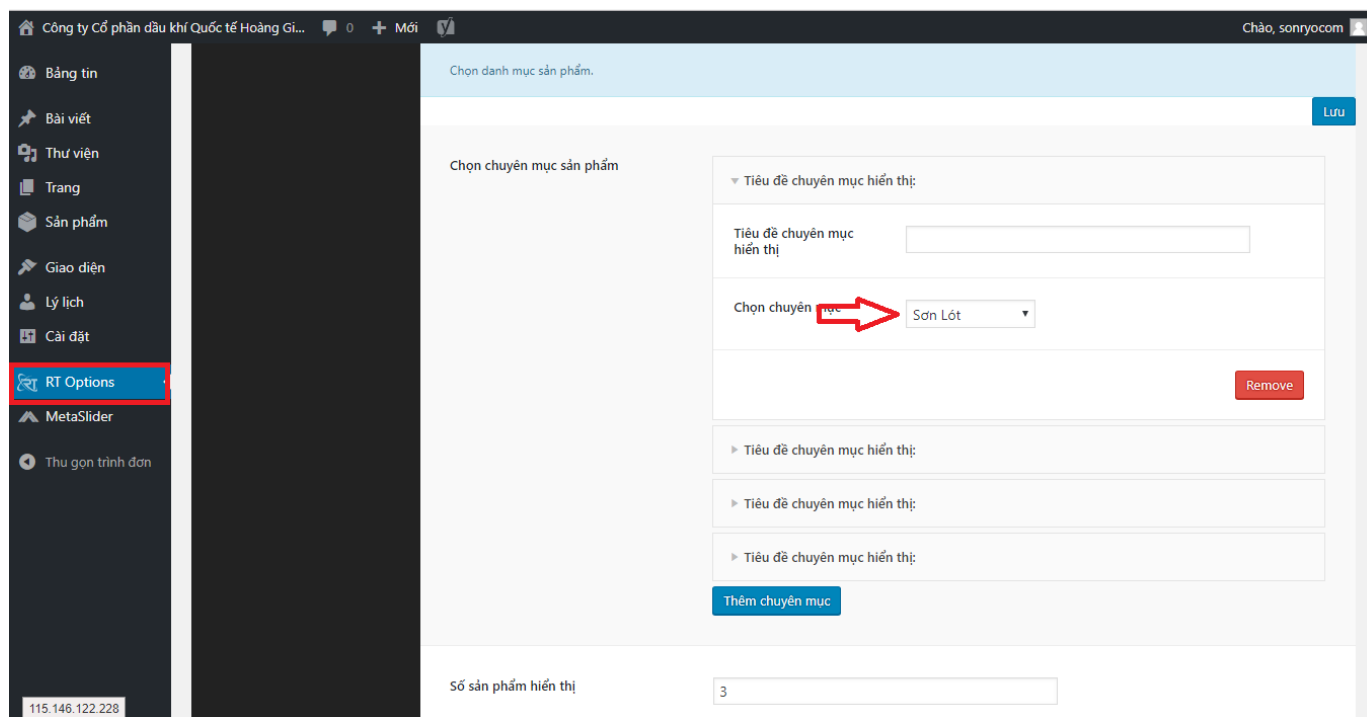 Công ty Cổ phần dầu khí Quốc tế Hoàng Gi... 0 Mới Chào, sonryocom
Bảng tin
Bài viết
Thư viện
Trang
Sản phẩm
Giao diện
Lý lịch
Cài đặt
RT Options
MetaSlider
Thu gọn trình đơn
115.146.122.228
Chọn danh mục sản phẩm.
Lưu
Chọn chuyên mục sản phẩm
Tiêu đề chuyên mục hiển thị:
Tiêu đề chuyên mục
hiển thị
Chọn chuyên mục
Sơn Lót
Remove
Tiêu đề chuyên mục hiển thị:
Tiêu đề chuyên mục hiển thị:
Tiêu đề chuyên mục hiển thị:
Thêm chuyên mục
Số sản phẩm hiển thị
3